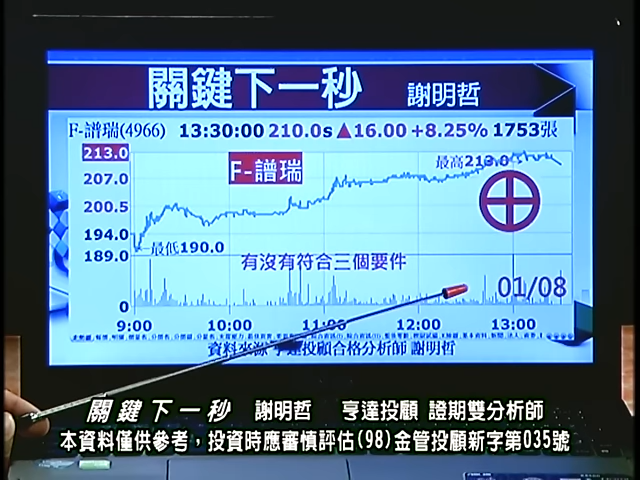 關鍵下一秒 謝明哲
F-譜瑞(4966) 13:30:00 210.0s ▲16.00 +8.25% 1753張
213.0
F-譜瑞
最高213.0
207.0
200.5
194.0
最低190.0
189.0
有沒有符合三個要件
01/08
0
9:00 10:00 11:00 12:00 13:00
資料來源 亨達投顧合格分析師 謝明哲
關鍵下一秒 謝明哲 亨達投顧 證期雙分析師
本資料僅供參考，投資時應審慎評估(98)金管投顧新字第035號